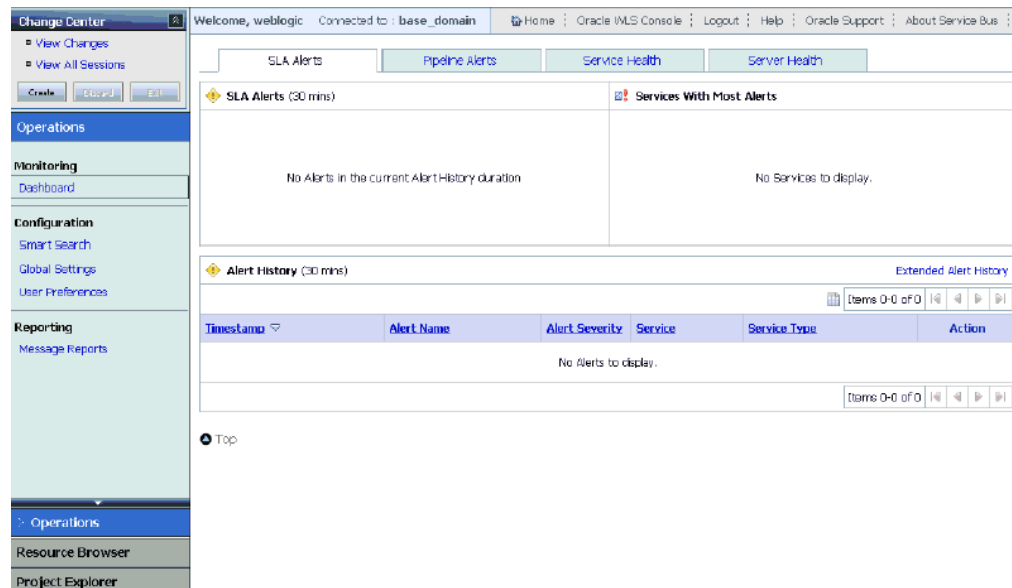 Change Center
View Changes
View All Sessions
Create
Operations
Monitoring
Dashboard
Configuration
Smart Search
Global Settings
User Preferences
Reporting
Message Reports
Operations
Resource Browser
Project Explorer
Welcome, weblogic Connected to : base_domain Home Oracle WLS Console Logout Help Oracle Support About Service Bus
SLA Alerts Pipeline Alerts Service Health Server Health
SLA Alerts (30 mins)
No Alerts in the current Alert History duration
Services With Most Alerts
No Services to display.
Alert History (30 mins) Extended Alert History
Items 0-0 of 0
Timestamp Alert Name Alert Severity Service Service Type Action
No Alerts to display.
Items 0-0 of 0
Top